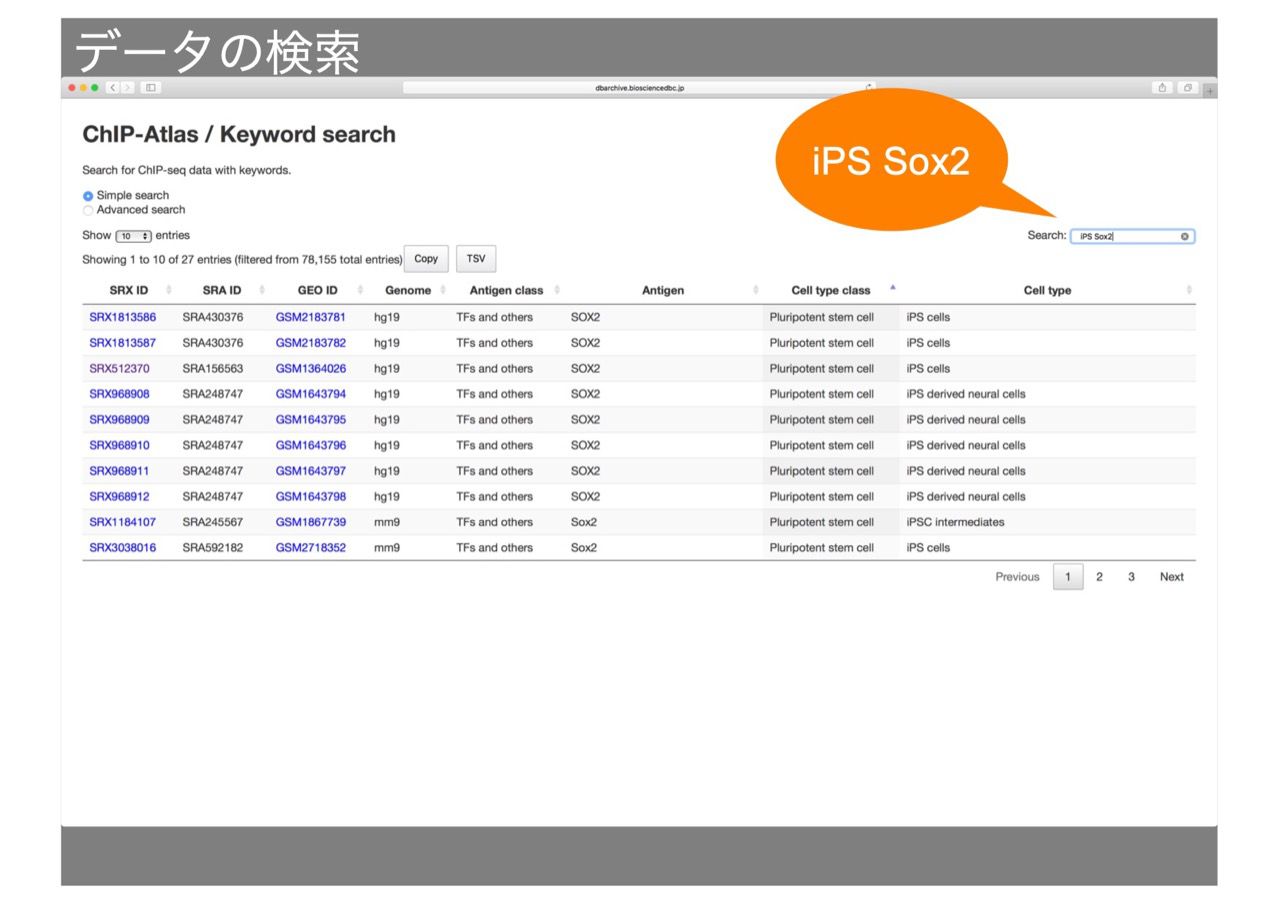 データの検索
dbarchive.biosciencedbc.jp
ChIP-Atlas / Keyword search
iPS Sox2
Search for ChIP-seq data with keywords.
Simple search
Advanced search
Show 10 entries
Search: iPS Sox2
Showing 1 to 10 of 27 entries (filtered from 78,155 total entries) Copy TSV
SRX ID SRA ID GEO ID Genome Antigen class Antigen Cell type class Cell type
SRX1813586 SRA430376 GSM2183781 hg19 TFs and others SOX2 Pluripotent stem cell iPS cells
SRX1813587 SRA430376 GSM2183782 hg19 TFs and others SOX2 Pluripotent stem cell iPS cells
SRX512370 SRA156563 GSM1364026 hg19 TFs and others SOX2 Pluripotent stem cell iPS cells
SRX968908 SRA248747 GSM1643794 hg19 TFs and others SOX2 Pluripotent stem cell iPS derived neural cells
SRX968909 SRA248747 GSM1643795 hg19 TFs and others SOX2 Pluripotent stem cell iPS derived neural cells
SRX968910 SRA248747 GSM1643796 hg19 TFs and others SOX2 Pluripotent stem cell iPS derived neural cells
SRX968911 SRA248747 GSM1643797 hg19 TFs and others SOX2 Pluripotent stem cell iPS derived neural cells
SRX968912 SRA248747 GSM1643798 hg19 TFs and others SOX2 Pluripotent stem cell iPS derived neural cells
SRX1184107 SRA245567 GSM1867739 mm9 TFs and others Sox2 Pluripotent stem cell iPSC intermediates
SRX3038016 SRA592182 GSM2718352 mm9 TFs and others Sox2 Pluripotent stem cell iPS cells
Previous 1 2 3 Next